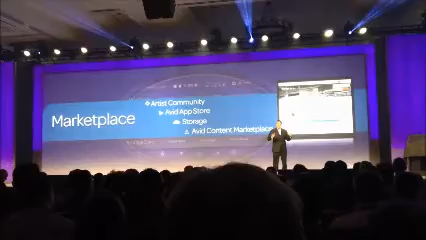 Marketplace
Artist Community
Avid App Store
Storage
Avid Content Marketplace